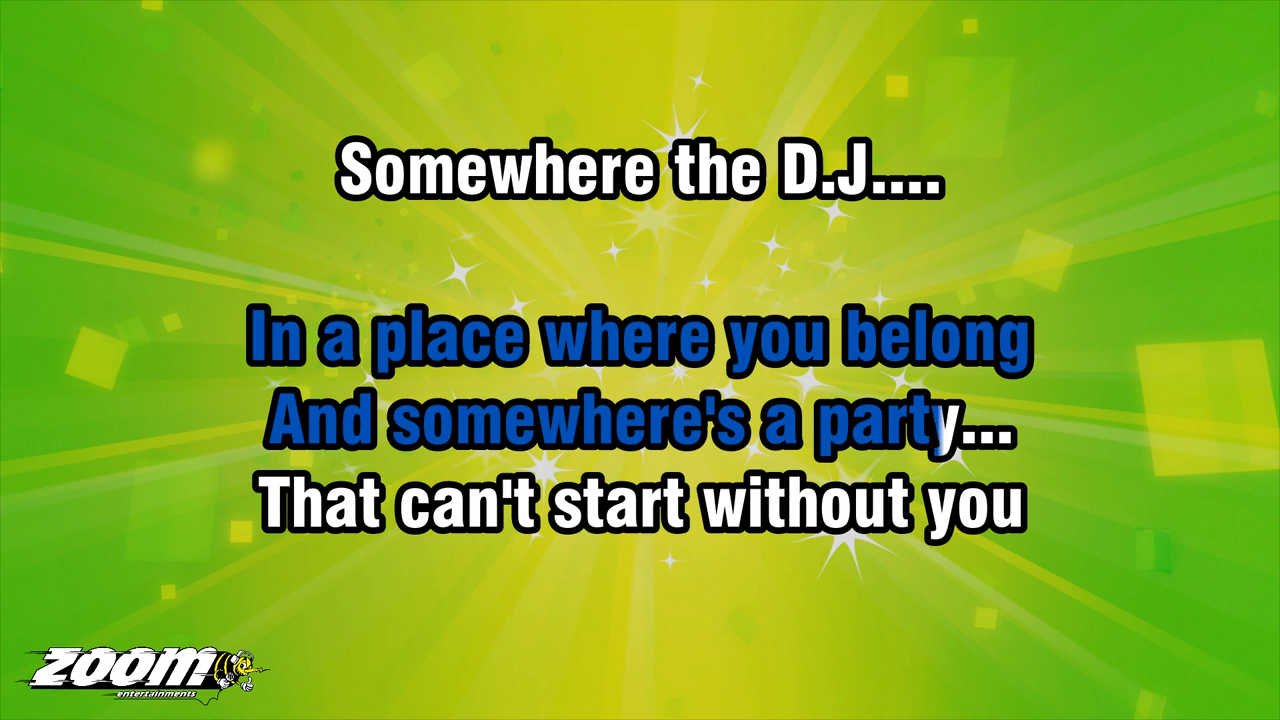 Somewhere the D.J....
In a place where you belong
And somewhere's a party...
That can't start without you
zoom
entertainments